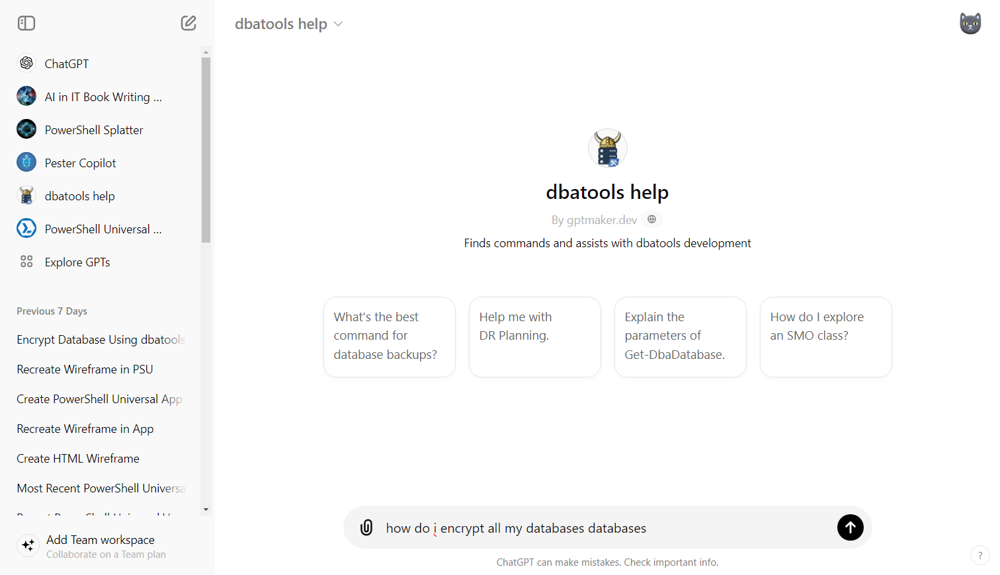 ChatGPT
AI in IT Book Writing ...
PowerShell Splatter
Pester Copilot
dbatools help
PowerShell Universal ...
Explore GPTs
Previous 7 Days
Encrypt Database Using dbatools
Recreate Wireframe in PSU
Create PowerShell Universal App
Recreate Wireframe in App
Create HTML Wireframe
Most Recent PowerShell Universa
Add Team workspace
Collaborate on a Team plan
dbatools help
dbatools help
By gptmaker.dev
Finds commands and assists with dbatools development
What's the best
command for
database backups?
Help me with
DR Planning.
Explain the
parameters of
Get-DbaDatabase.
How do I explore
an SMO class?
how do i encrypt all my databases databases
ChatGPT can make mistakes. Check important info.
?